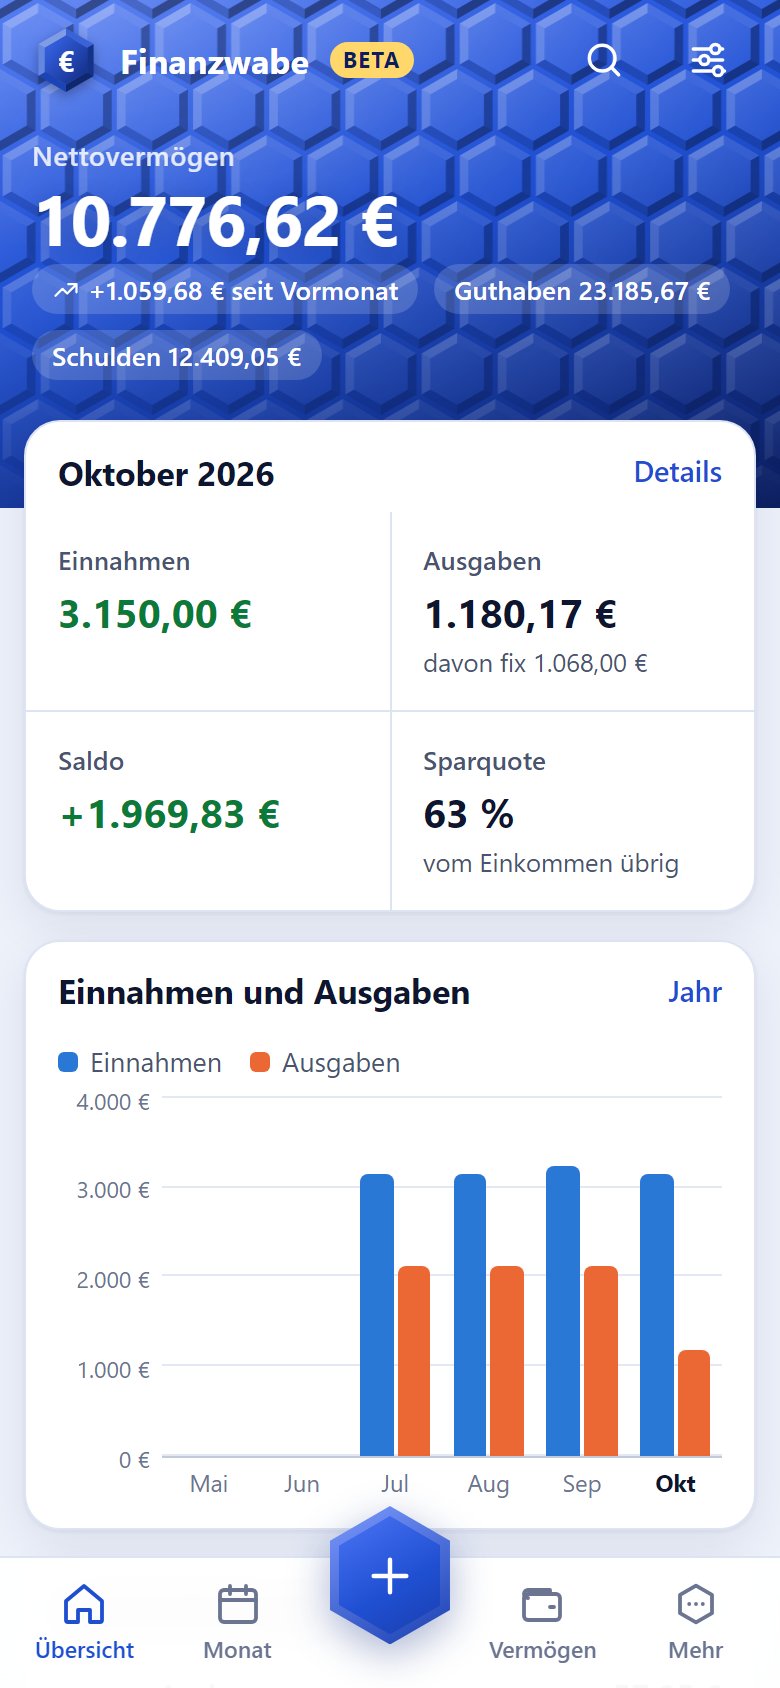 € Finanzwabe BETA
Nettovermögen
10.776,62 €
+1.059,68 € seit Vormonat
Guthaben 23.185,67 €
Schulden 12.409,05 €
Oktober 2026
Details
Einnahmen
3.150,00 €
Ausgaben
1.180,17 €
davon fix 1.068,00 €
Saldo
+1.969,83 €
Sparquote
63 %
vom Einkommen übrig
Einnahmen und Ausgaben
Jahr
Einnahmen Ausgaben
4.000 €
3.000 €
2.000 €
1.000 €
0 €
Mai Jun Jul Aug Sep Okt
Übersicht Monat Vermögen Mehr